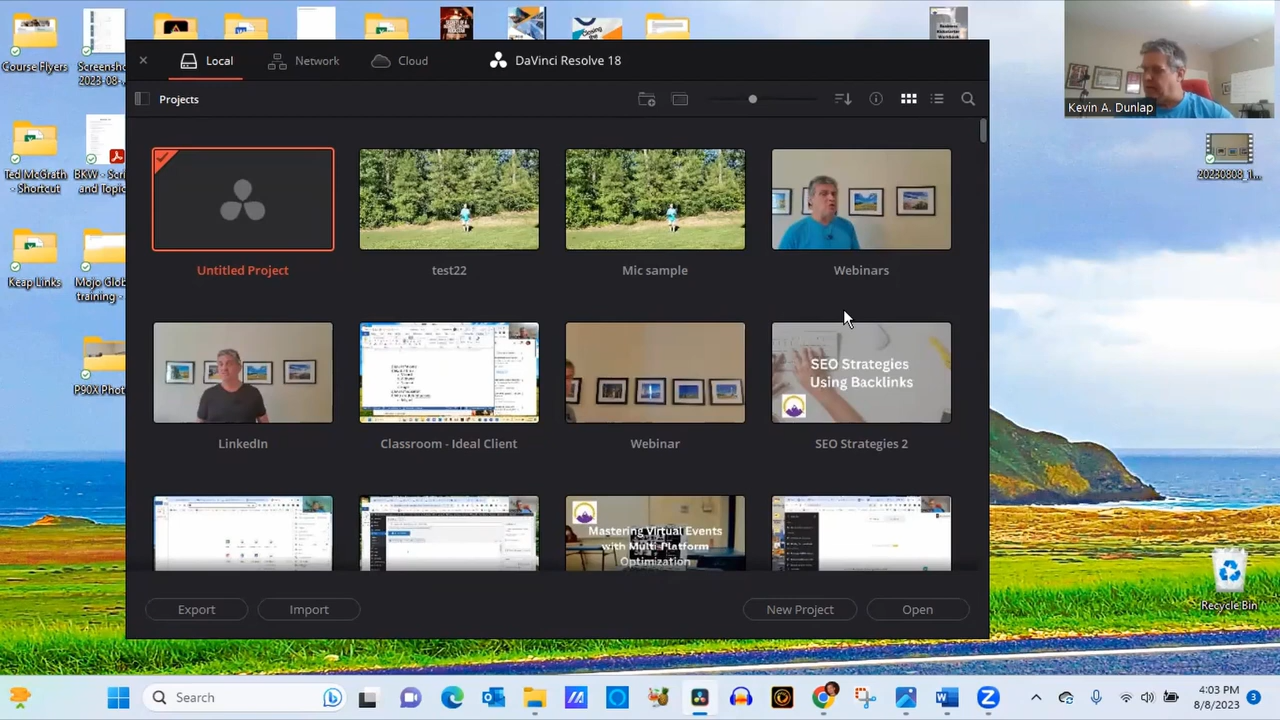 Course Flyers
Screensho
2023-08-
Ted McGrath
- Shortcut
BKW - Scr
and Topic
Keap Links
Mojo Glob
training -
P90X Phot
Local
Network
Cloud
DaVinci Resolve 18
Projects
Untitled Project
test22
Mic sample
Webinars
LinkedIn
Classroom - Ideal Client
Webinar
SEO Strategies
Using Backlinks
SEO Strategies 2
Mastering Virtual Events
with Multi-Platform
Optimization
Export
Import
New Project
Open
Kevin A. Dunlap
20230808_1...
Recycle Bin
Search
4:03 PM
8/8/2023
3